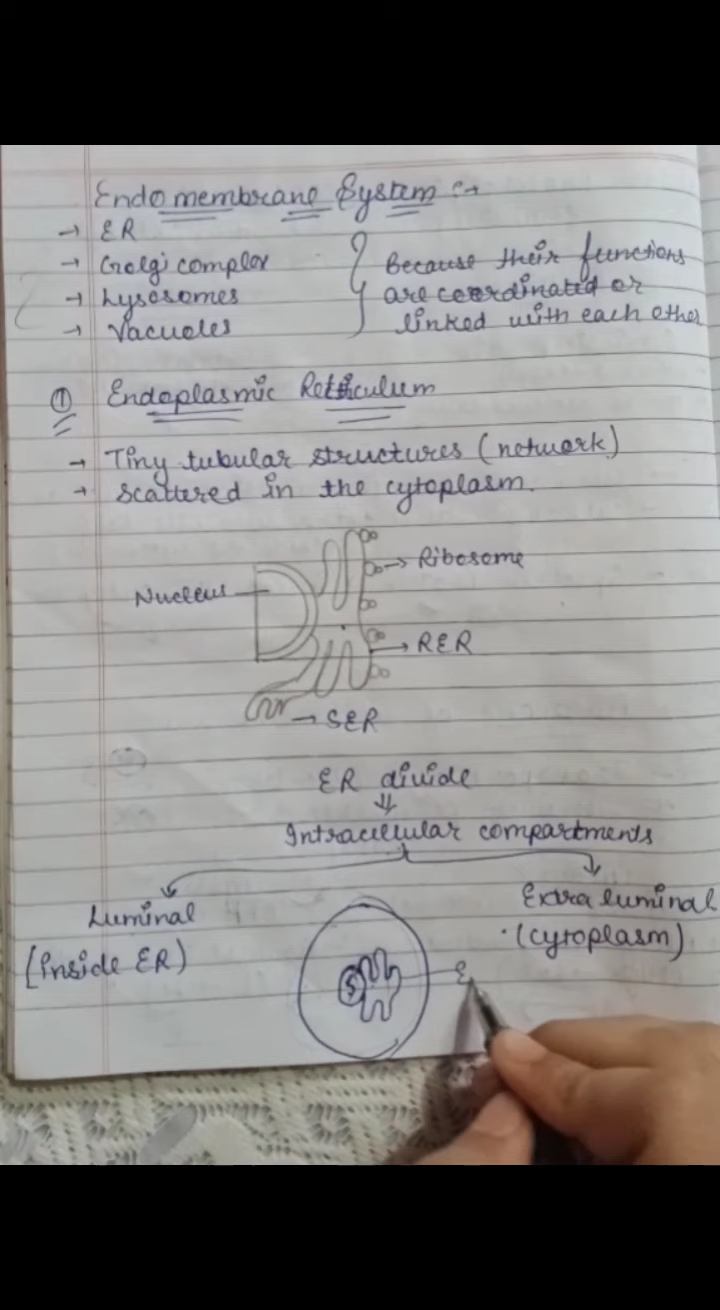 Endomembrane System :→
→ ER
→ Golgi complex
→ Lysosomes
→ Vacuoles
Because their functions
are coordinated or
linked with each other
① Endoplasmic Reticulum
→ Tiny tubular structures (network)
→ Scattered in the cytoplasm.
Nucleus
→ Ribosome
→ RER
→ SER
ER divide
⇓
Intracellular compartments
Luminal
(inside ER)
Extra luminal
(cytoplasm)
E